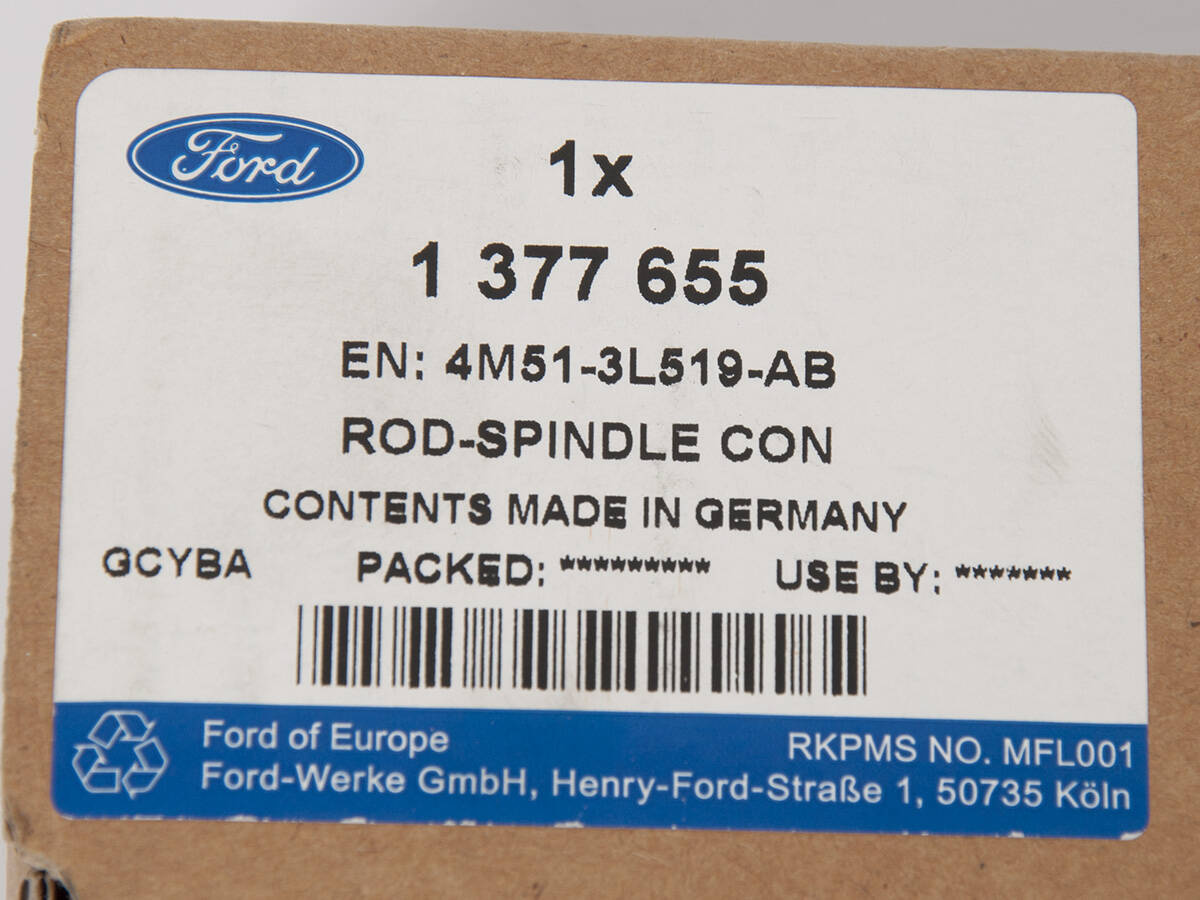 Ford
1x
1 377 655
EN: 4M51-3L519-AB
ROD-SPINDLE CON
CONTENTS MADE IN GERMANY
GCYBA PACKED: ********* USE BY: *******
Ford of Europe RKPMS NO. MFL001
Ford-Werke GmbH, Henry-Ford-Straße 1, 50735 Köln